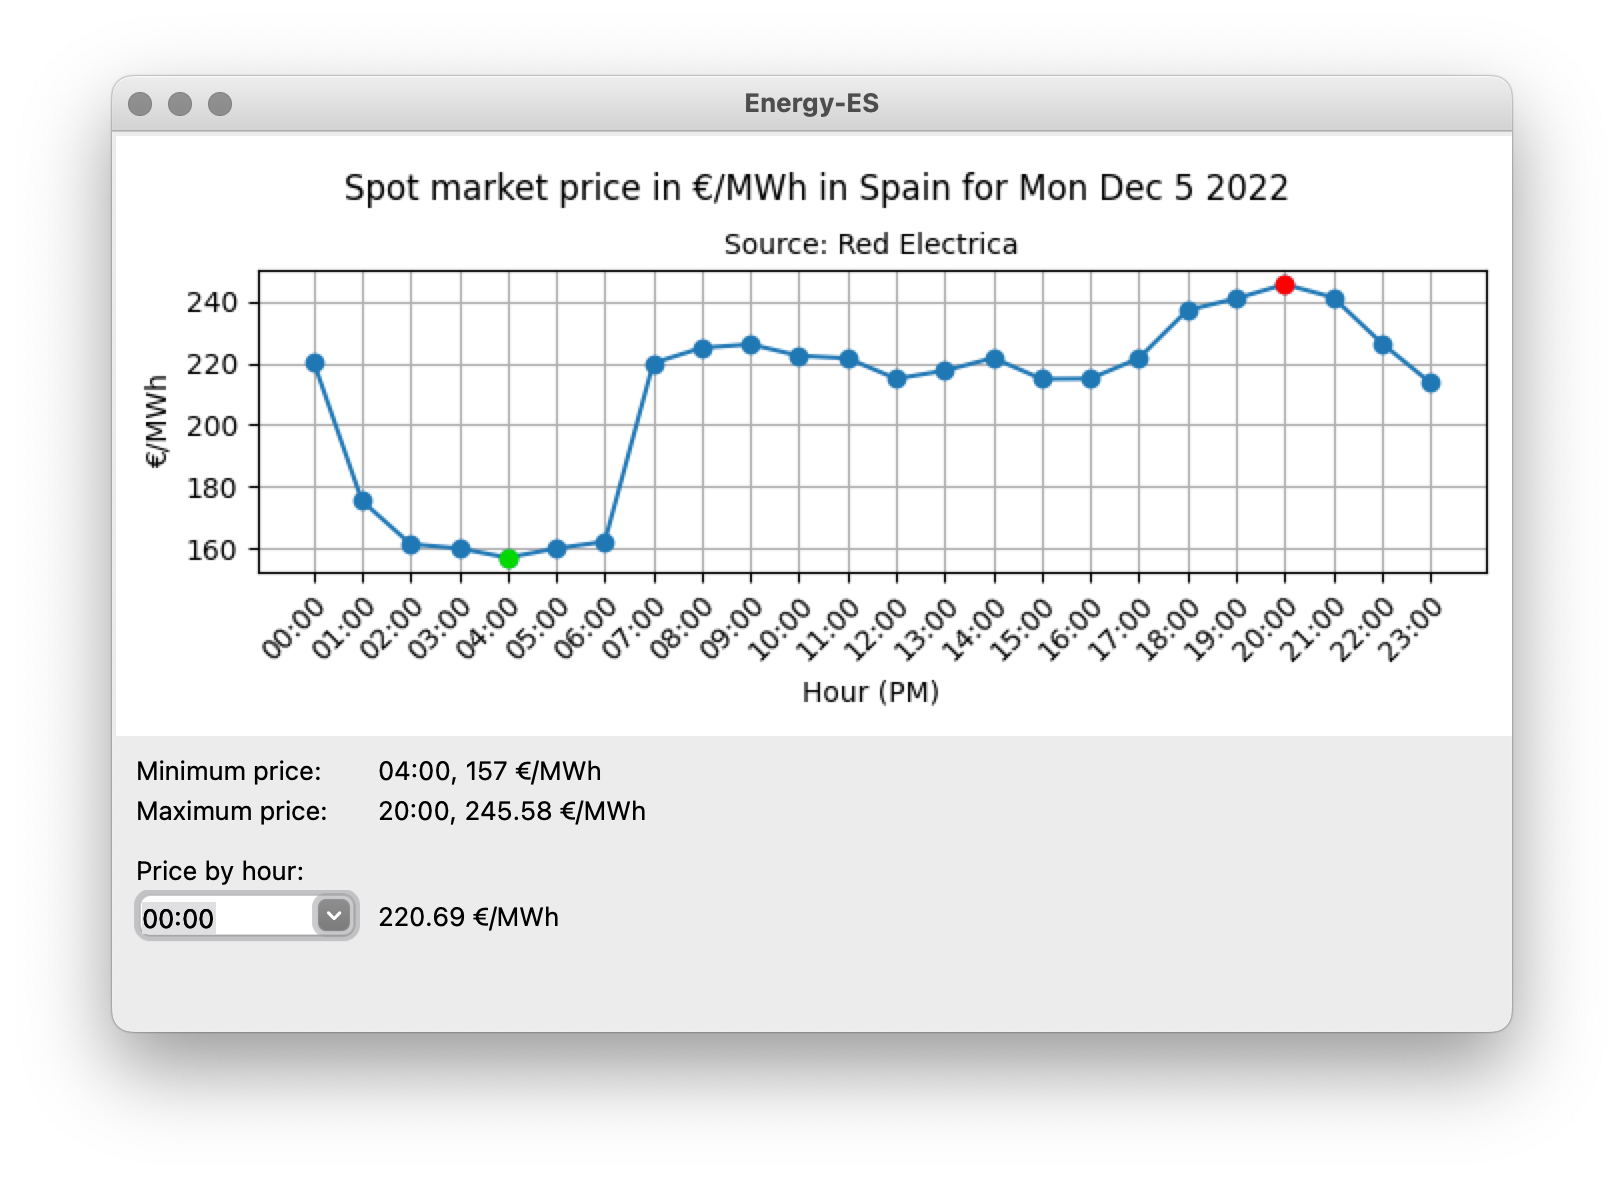 Energy-ES
Spot market price in €/MWh in Spain for Mon Dec 5 2022
Source: Red Electrica
€/MWh
240
220
200
180
160
00:00 01:00 02:00 03:00 04:00 05:00 06:00 07:00 08:00 09:00 10:00 11:00 12:00 13:00 14:00 15:00 16:00 17:00 18:00 19:00 20:00 21:00 22:00 23:00
Hour (PM)
Minimum price: 04:00, 157 €/MWh
Maximum price: 20:00, 245.58 €/MWh
Price by hour:
00:00 220.69 €/MWh